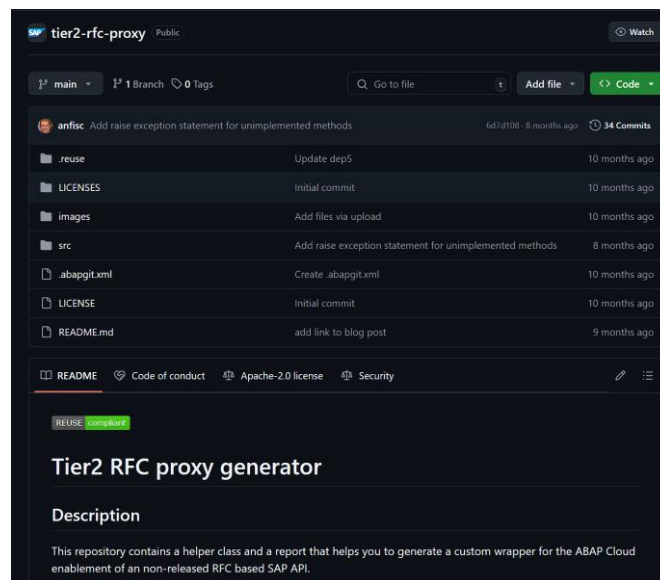 SAP tier2-rfc-proxy Public Watch
main 1 Branch 0 Tags Go to file t Add file <> Code
anfisc Add raise exception statement for unimplemented methods 6d7d108 · 8 months ago 34 Commits
.reuse Update dep5 10 months ago
LICENSES Initial commit 10 months ago
images Add files via upload 10 months ago
src Add raise exception statement for unimplemented methods 8 months ago
.abapgit.xml Create .abapgit.xml 10 months ago
LICENSE Initial commit 10 months ago
README.md add link to blog post 9 months ago
README Code of conduct Apache-2.0 license Security
REUSE compliant
Tier2 RFC proxy generator
Description
This repository contains a helper class and a report that helps you to generate a custom wrapper for the ABAP Cloud
enablement of an non-released RFC based SAP API.